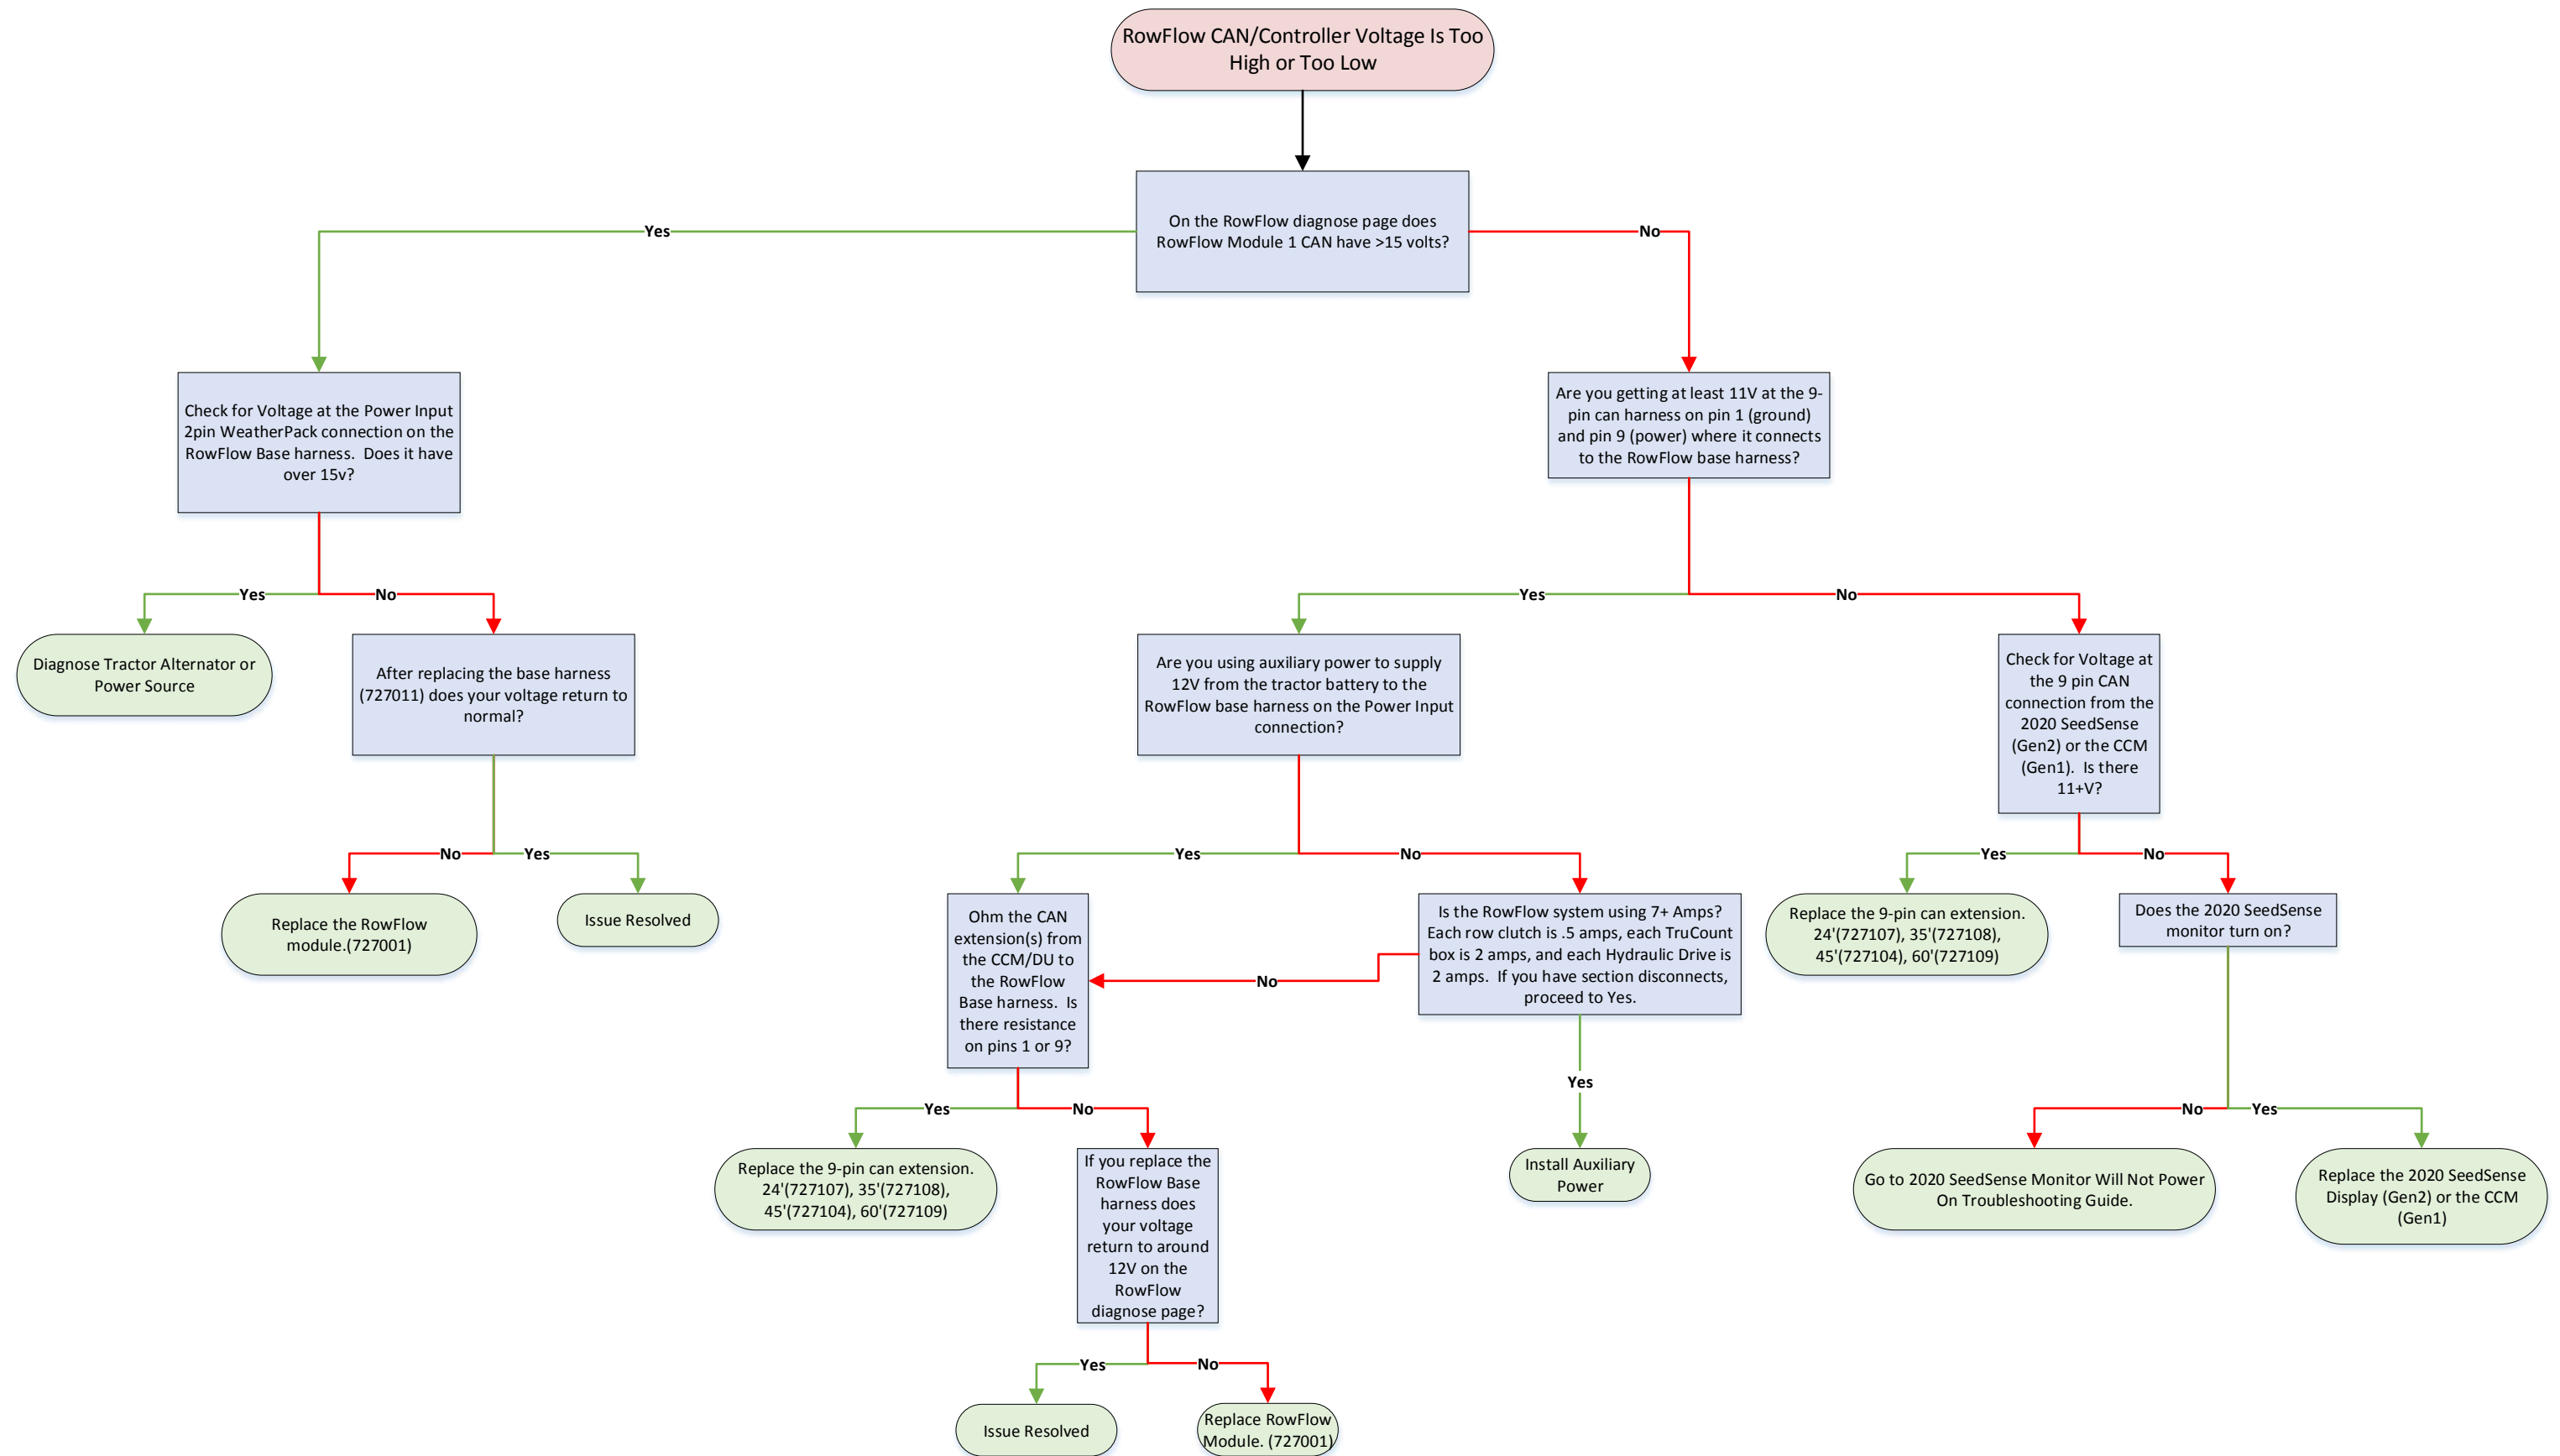 RowFlow CAN/Controller Voltage Is Too
High or Too Low
On the RowFlow diagnose page does
RowFlow Module 1 CAN have >15 volts?
Yes
No
Check for Voltage at the Power Input
2pin WeatherPack connection on the
RowFlow Base harness.  Does it have
over 15v?
Are you getting at least 11V at the 9-
pin can harness on pin 1 (ground)
and pin 9 (power) where it connects
to the RowFlow base harness?
Yes
No
Yes
No
Diagnose Tractor Alternator or
Power Source
After replacing the base harness
(727011) does your voltage return to
normal?
Are you using auxiliary power to supply
12V from the tractor battery to the
RowFlow base harness on the Power Input
connection?
Check for Voltage at
the 9 pin CAN
connection from the
2020 SeedSense
(Gen2) or the CCM
(Gen1).  Is there
11+V?
No
Yes
Yes
No
Yes
No
Replace the RowFlow
module.(727001)
Issue Resolved
Ohm the CAN
extension(s) from
the CCM/DU to
the RowFlow
Base harness.  Is
there resistance
on pins 1 or 9?
No
Is the RowFlow system using 7+ Amps?
Each row clutch is .5 amps, each TruCount
box is 2 amps, and each Hydraulic Drive is
2 amps.  If you have section disconnects,
proceed to Yes.
Replace the 9-pin can extension.
24'(727107), 35'(727108),
45'(727104), 60'(727109)
Does the 2020 SeedSense
monitor turn on?
Yes
No
Yes
No
Yes
Replace the 9-pin can extension.
24'(727107), 35'(727108),
45'(727104), 60'(727109)
If you replace the
RowFlow Base
harness does
your voltage
return to around
12V on the
RowFlow
diagnose page?
Install Auxiliary
Power
Go to 2020 SeedSense Monitor Will Not Power
On Troubleshooting Guide.
Replace the 2020 SeedSense
Display (Gen2) or the CCM
(Gen1)
Yes
No
Issue Resolved
Replace RowFlow
Module. (727001)